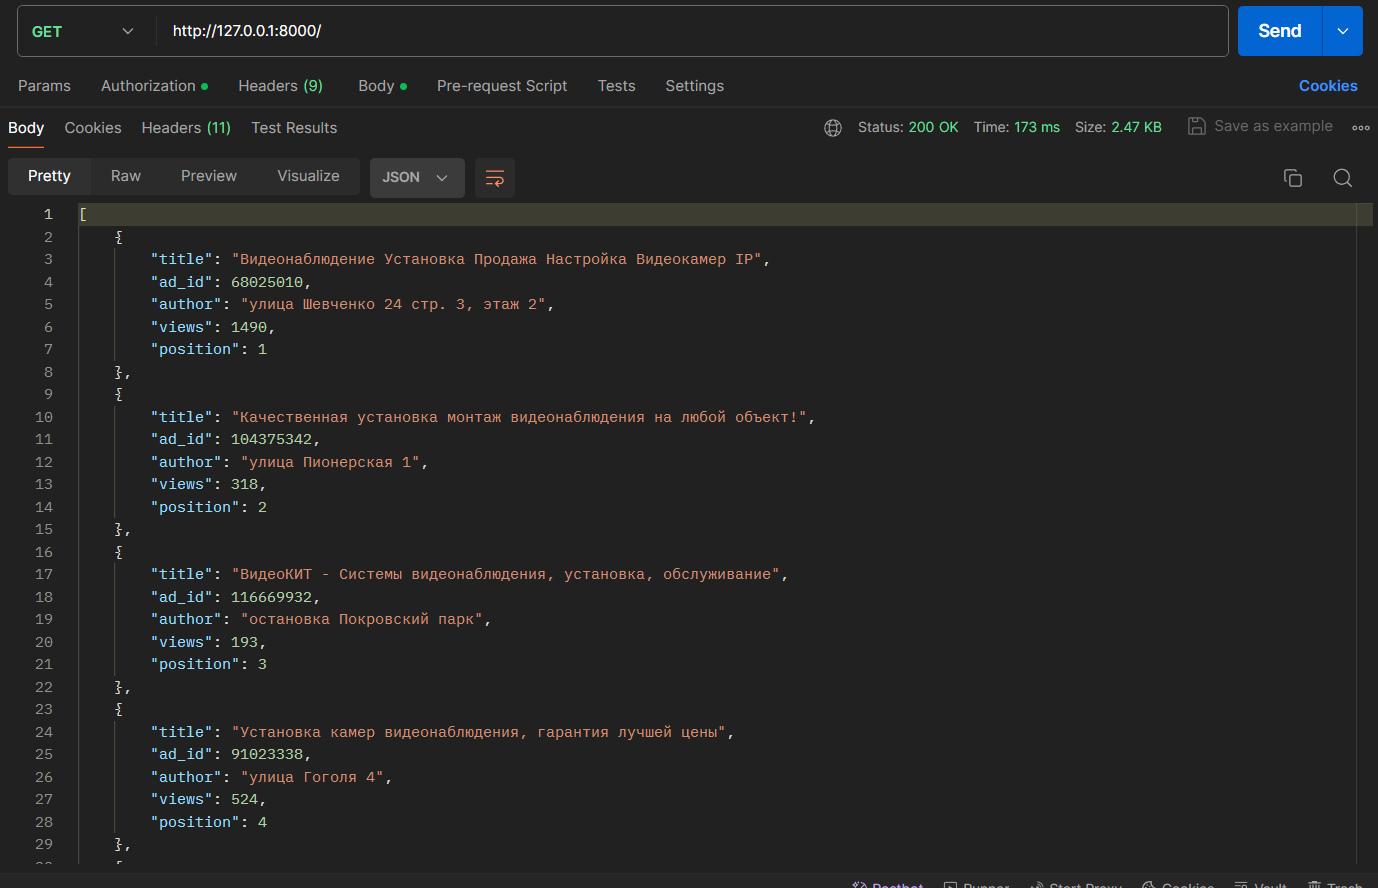 GET http://127.0.0.1:8000/ Send
Params Authorization Headers (9) Body Pre-request Script Tests Settings Cookies
Body Cookies Headers (11) Test Results Status: 200 OK Time: 173 ms Size: 2.47 KB Save as example
Pretty Raw Preview Visualize JSON
1 [
2 {
3 "title": "Видеонаблюдение Установка Продажа Настройка Видеокамер IP",
4 "ad_id": 68025010,
5 "author": "улица Шевченко 24 стр. 3, этаж 2",
6 "views": 1490,
7 "position": 1
8 },
9 {
10 "title": "Качественная установка монтаж видеонаблюдения на любой объект!",
11 "ad_id": 104375342,
12 "author": "улица Пионерская 1",
13 "views": 318,
14 "position": 2
15 },
16 {
17 "title": "ВидеоКИТ - Системы видеонаблюдения, установка, обслуживание",
18 "ad_id": 116669932,
19 "author": "остановка Покровский парк",
20 "views": 193,
21 "position": 3
22 },
23 {
24 "title": "Установка камер видеонаблюдения, гарантия лучшей цены",
25 "ad_id": 91023338,
26 "author": "улица Гоголя 4",
27 "views": 524,
28 "position": 4
29 },
Postbot Runner Start Proxy Cookies Vault Trash